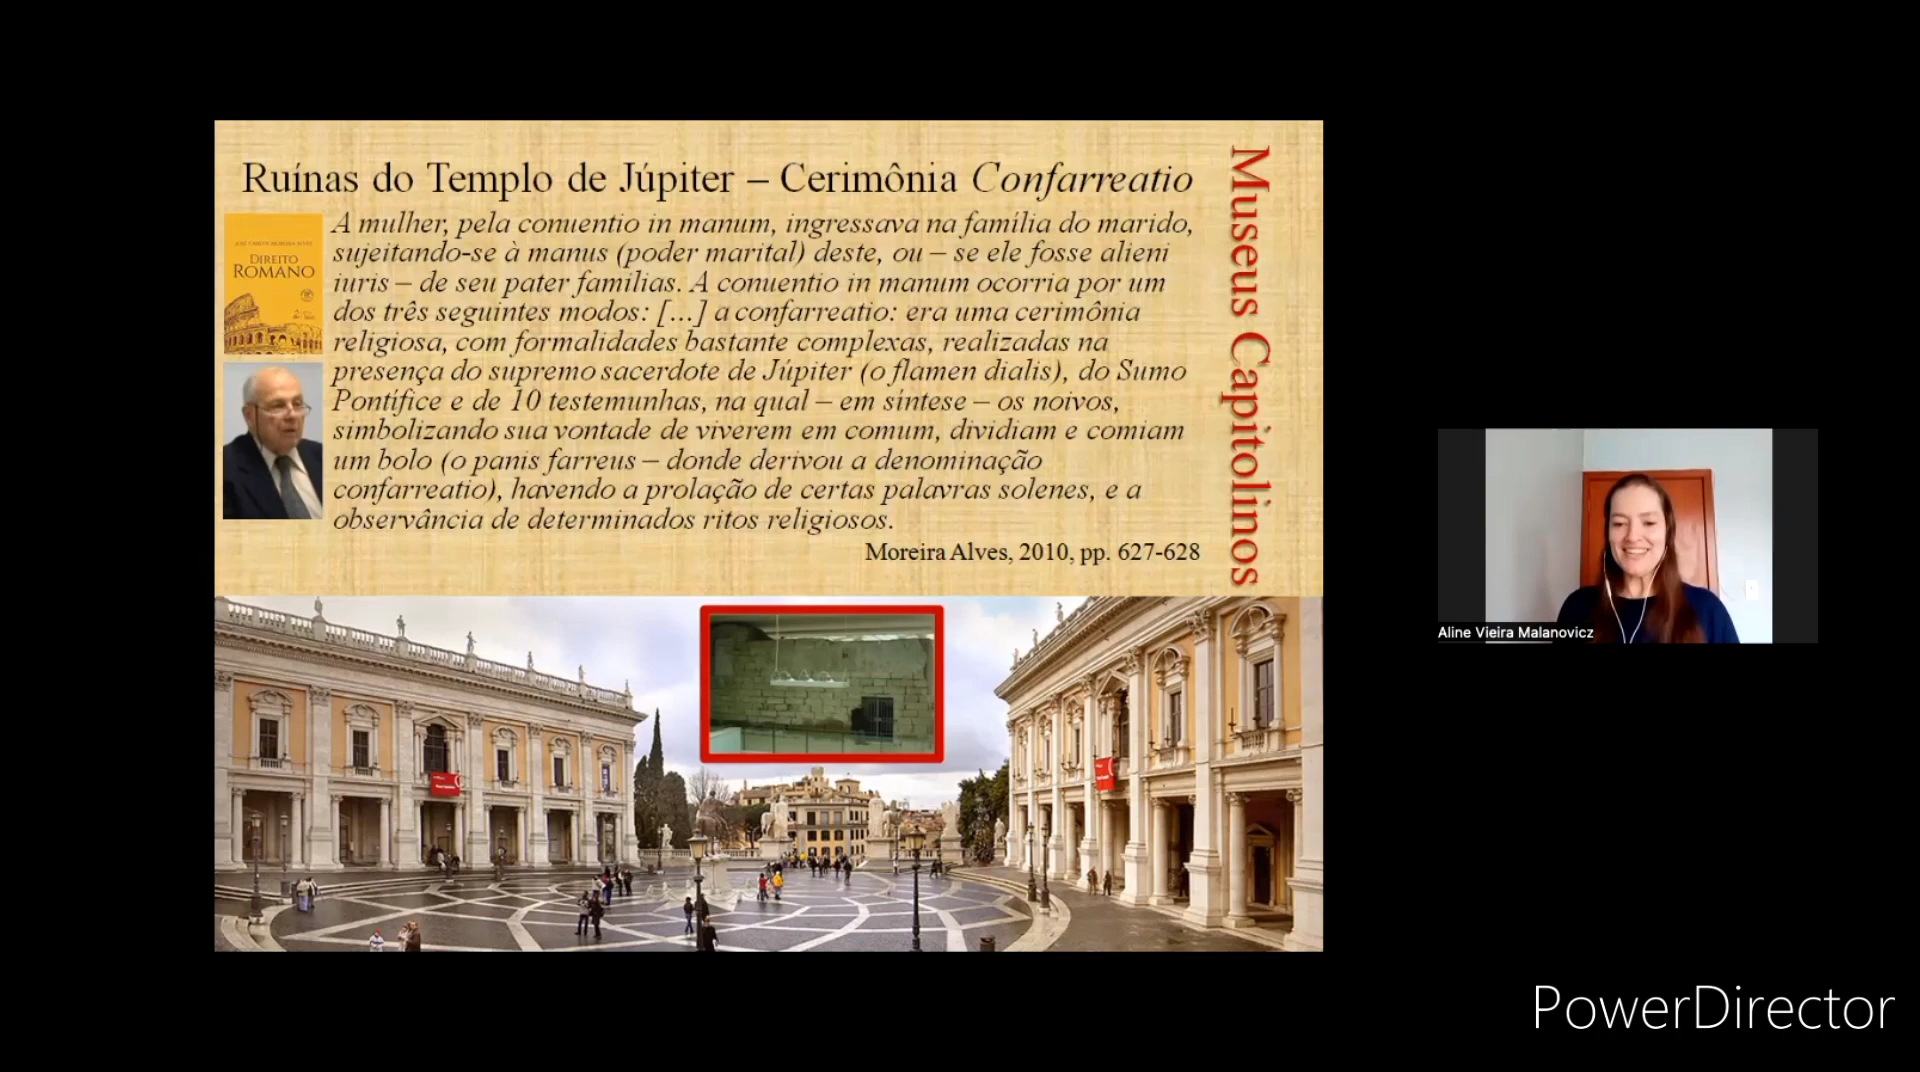 Ruínas do Templo de Júpiter – Cerimônia Confarreatio
JOSÉ CARLOS MOREIRA ALVES
DIREITO
ROMANO
A mulher, pela conuentio in manum, ingressava na família do marido,
sujeitando-se à manus (poder marital) deste, ou – se ele fosse alieni
iuris – de seu pater familias. A conuentio in manum ocorria por um
dos três seguintes modos: [...] a confarreatio: era uma cerimônia
religiosa, com formalidades bastante complexas, realizadas na
presença do supremo sacerdote de Júpiter (o flamen dialis), do Sumo
Pontífice e de 10 testemunhas, na qual – em síntese – os noivos,
simbolizando sua vontade de viverem em comum, dividiam e comiam
um bolo (o panis farreus – donde derivou a denominação
confarreatio), havendo a prolação de certas palavras solenes, e a
observância de determinados ritos religiosos.
Moreira Alves, 2010, pp. 627-628
Museus Capitolinos
Aline Vieira Malanovicz
PowerDirector